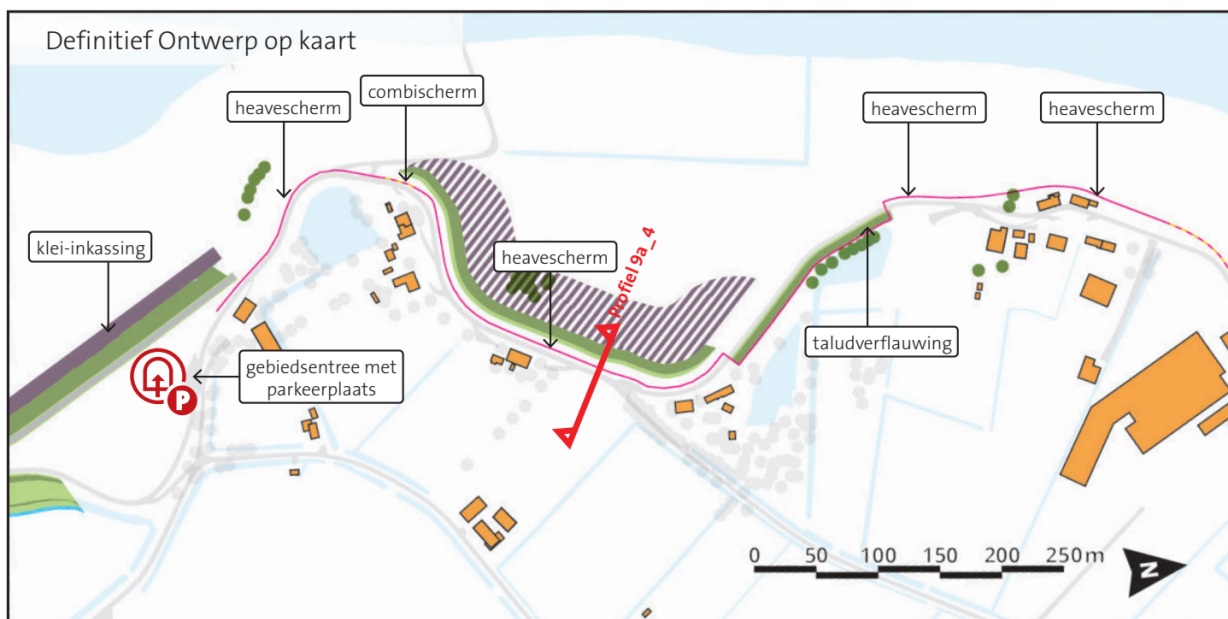 Definitief Ontwerp op kaart
combischerm
heavescherm
heavescherm
heavescherm
klei-inkassing
heavescherm
Profiel 9a_4
taludverflauwing
gebiedsentree met
parkeerplaats
P
0 50 100 150 200 250 m
N